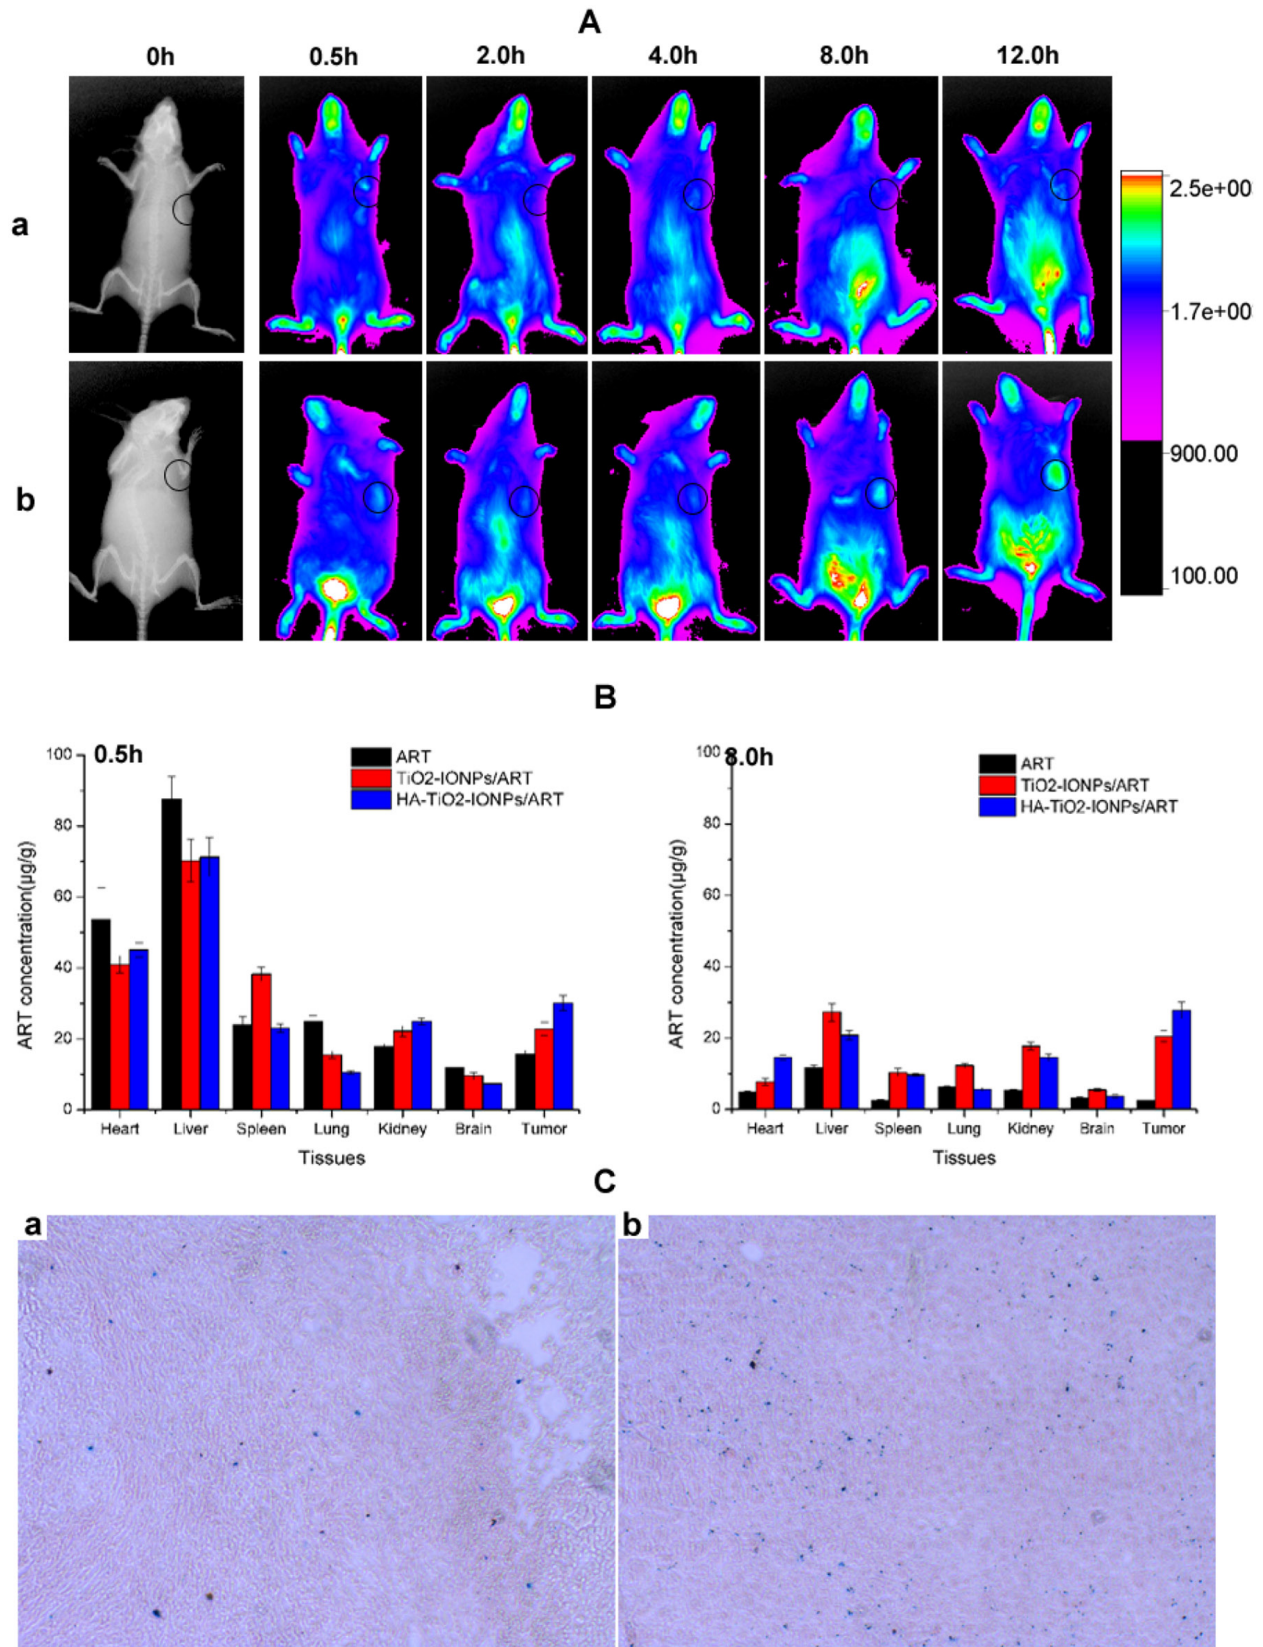 A
0h 0.5h 2.0h 4.0h 8.0h 12.0h
a
2.5e+00
1.7e+00
b
900.00
100.00
B
0.5h
ART
TiO2-IONPs/ART
HA-TiO2-IONPs/ART
100
80
60
40
20
0
ART concentration(μg/g)
Heart Liver Spleen Lung Kidney Brain Tumor
Tissues
8.0h
ART
TiO2-IONPs/ART
HA-TiO2-IONPs/ART
100
80
60
40
20
0
ART concentration(μg/g)
Heart Liver Spleen Lung Kidney Brain Tumor
Tissues
C
a
b